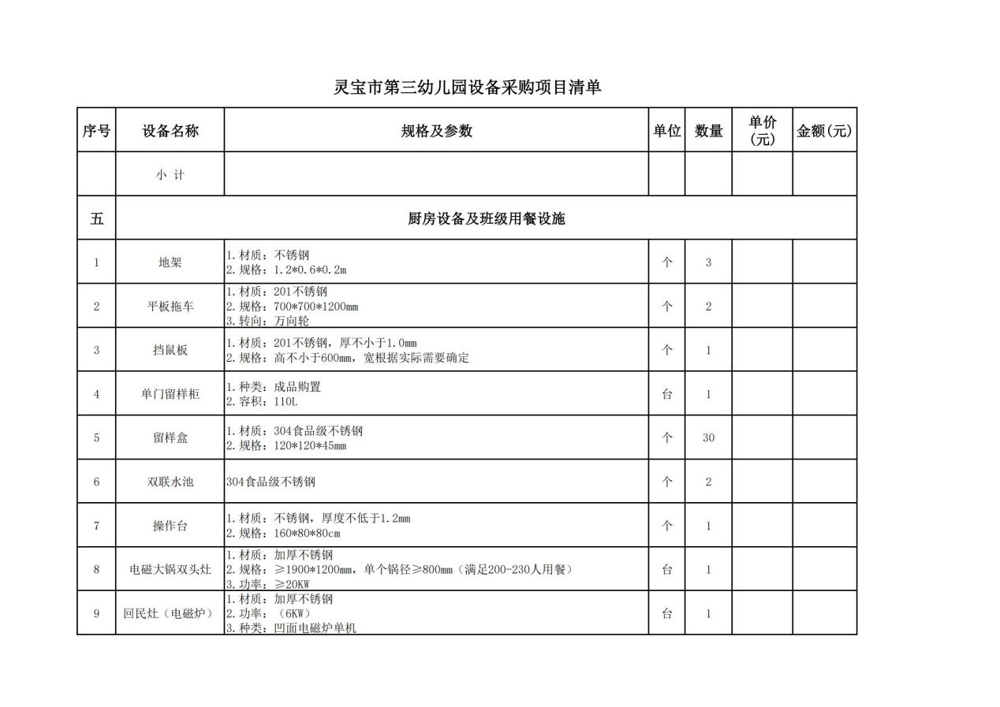 灵宝市第三幼儿园设备采购项目清单
序号 设备名称 规格及参数 单位 数量 单价(元) 金额(元)
小 计
五 厨房设备及班级用餐设施
1 地架 1.材质：不锈钢 个 3
2.规格：1.2*0.6*0.2m
2 平板拖车 1.材质：201不锈钢 个 2
2.规格：700*700*1200mm
3.转向：万向轮
3 挡鼠板 1.材质：201不锈钢，厚不小于1.0mm 个 1
2.规格：高不小于600mm，宽根据实际需要确定
4 单门留样柜 1.种类：成品购置 台 1
2.容积：110L
5 留样盒 1.材质：304食品级不锈钢 个 30
2.规格：120*120*45mm
6 双联水池 304食品级不锈钢 个 2
7 操作台 1.材质：不锈钢，厚度不低于1.2mm 个 1
2.规格：160*80*80cm
8 电磁大锅双头灶 1.材质：加厚不锈钢 台 1
2.规格：≥1900*1200mm，单个锅径≥800mm（满足200-230人用餐）
3.功率：≥20KW
9 回民灶（电磁炉） 1.材质：加厚不锈钢 台 1
2.功率：（6KW）
3.种类：凹面电磁炉单机